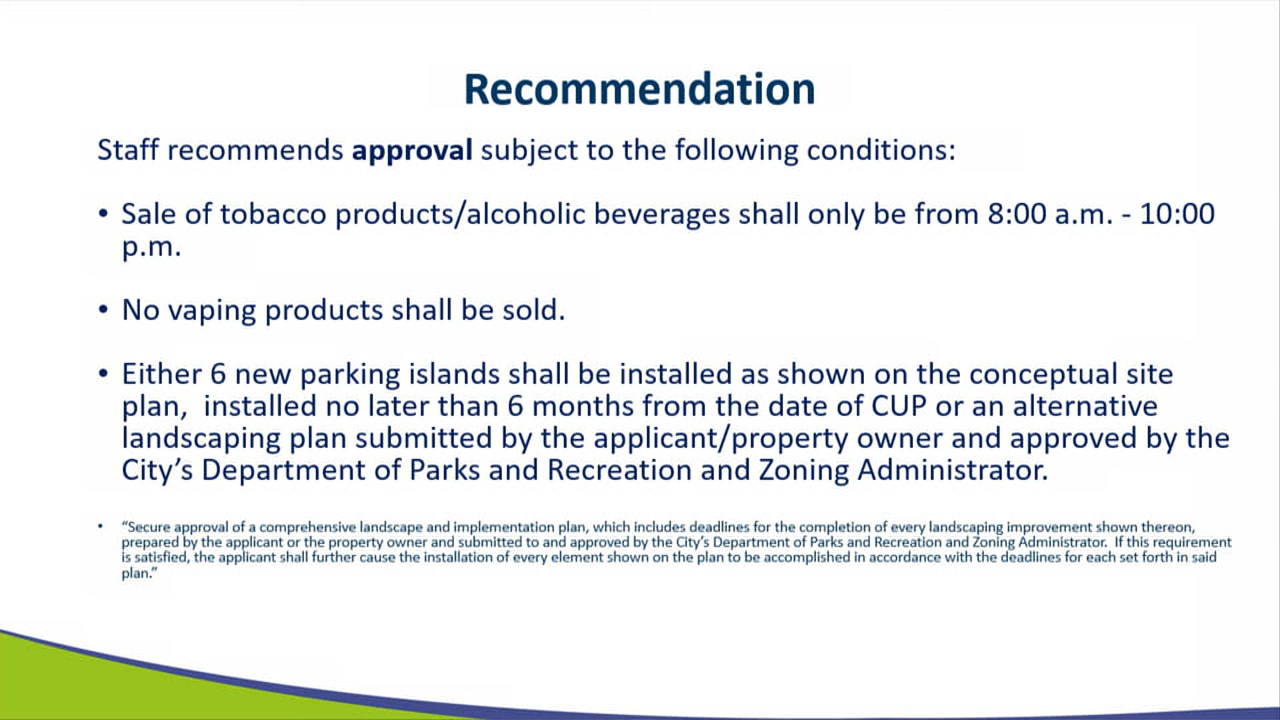 Recommendation
Staff recommends approval subject to the following conditions:
• Sale of tobacco products/alcoholic beverages shall only be from 8:00 a.m. - 10:00
p.m.
• No vaping products shall be sold.
• Either 6 new parking islands shall be installed as shown on the conceptual site
plan,  installed no later than 6 months from the date of CUP or an alternative
landscaping plan submitted by the applicant/property owner and approved by the
City’s Department of Parks and Recreation and Zoning Administrator.
• “Secure approval of a comprehensive landscape and implementation plan, which includes deadlines for the completion of every landscaping improvement shown thereon,
prepared by the applicant or the property owner and submitted to and approved by the City’s Department of Parks and Recreation and Zoning Administrator.  If this requirement
is satisfied, the applicant shall further cause the installation of every element shown on the plan to be accomplished in accordance with the deadlines for each set forth in said
plan.”